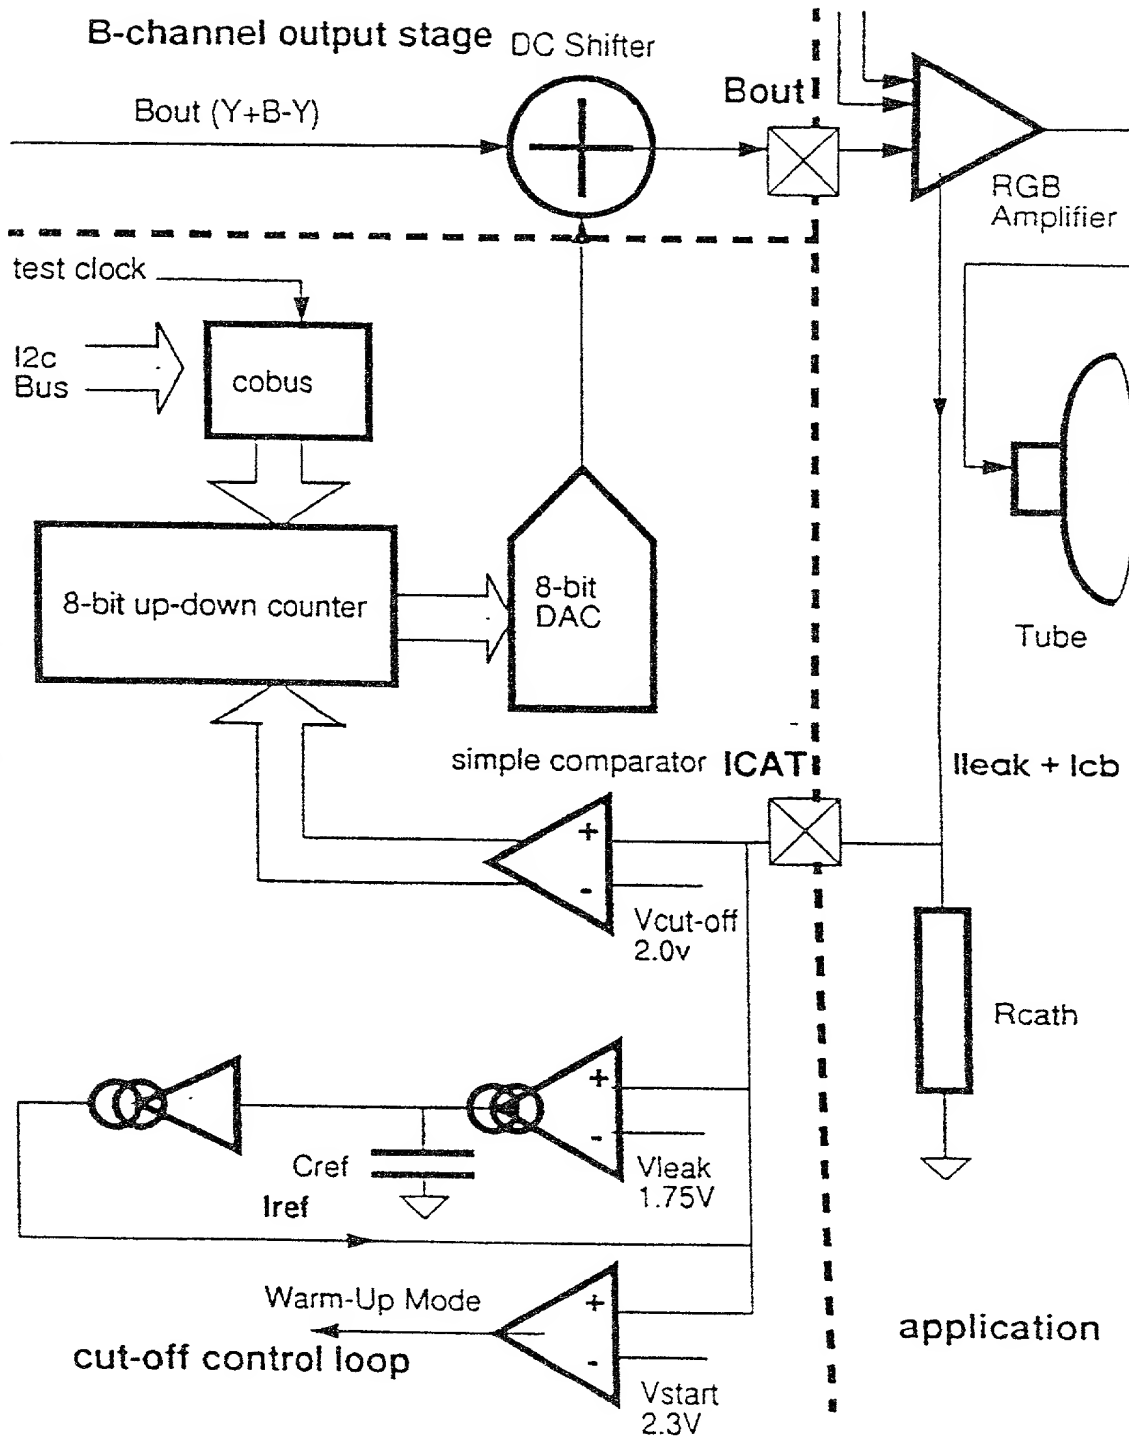 B-channel output stage
DC Shifter
Bout (Y+B-Y)
Bout
RGB
Amplifier
test clock
I2c
Bus
cobus
8-bit up-down counter
8-bit
DAC
Tube
simple comparator
ICAT
Ileak + Icb
+
-
Vcut-off
2.0v
Rcath
+
-
Cref
Vleak
1.75V
Iref
Warm-Up Mode
+
-
cut-off control loop
application
Vstart
2.3V